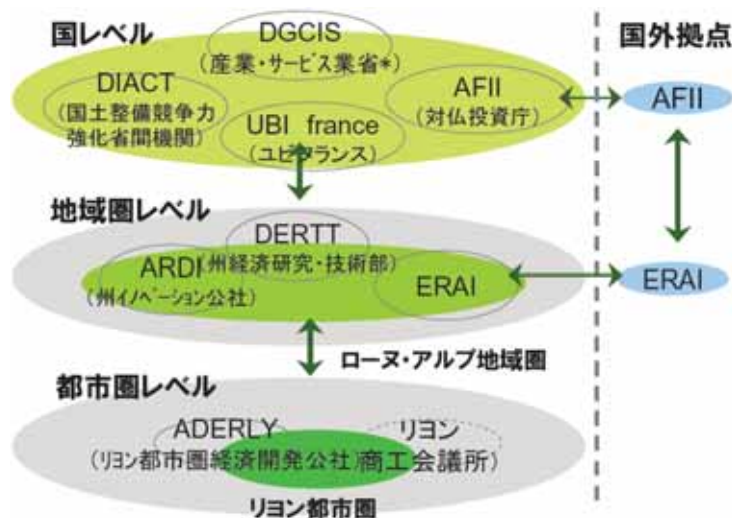 国レベル
国外拠点
DGCIS
(産業・サービス業省*)
DIACT
(国土整備競争力
強化省間機関)
AFII
(対仏投資庁)
UBI france
(ユビフランス)
AFII
地域圏レベル
DERTT
(州経済研究・技術部)
ARDI
(州イノベーション公社)
ERAI
ERAI
ローヌ・アルプ地域圏
都市圏レベル
ADERLY
(リヨン都市圏経済開発公社)
リヨン
商工会議所)
リヨン都市圏